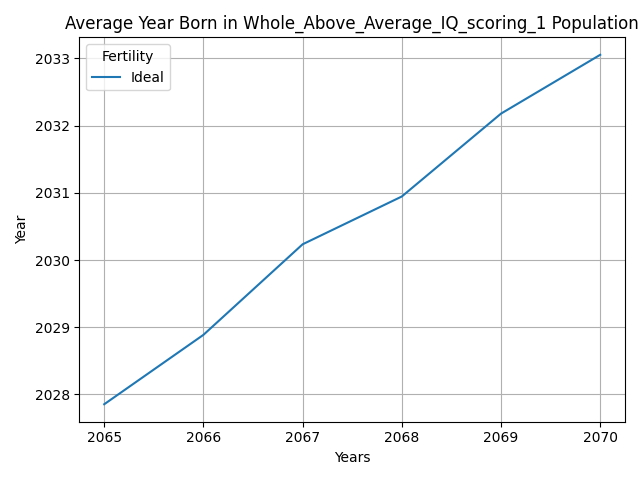 Average Year Born in Whole_Above_Average_IQ_scoring_1 Population
Fertility
Ideal
2033
2032
2031
2030
2029
2028
Year
2065 2066 2067 2068 2069 2070
Years